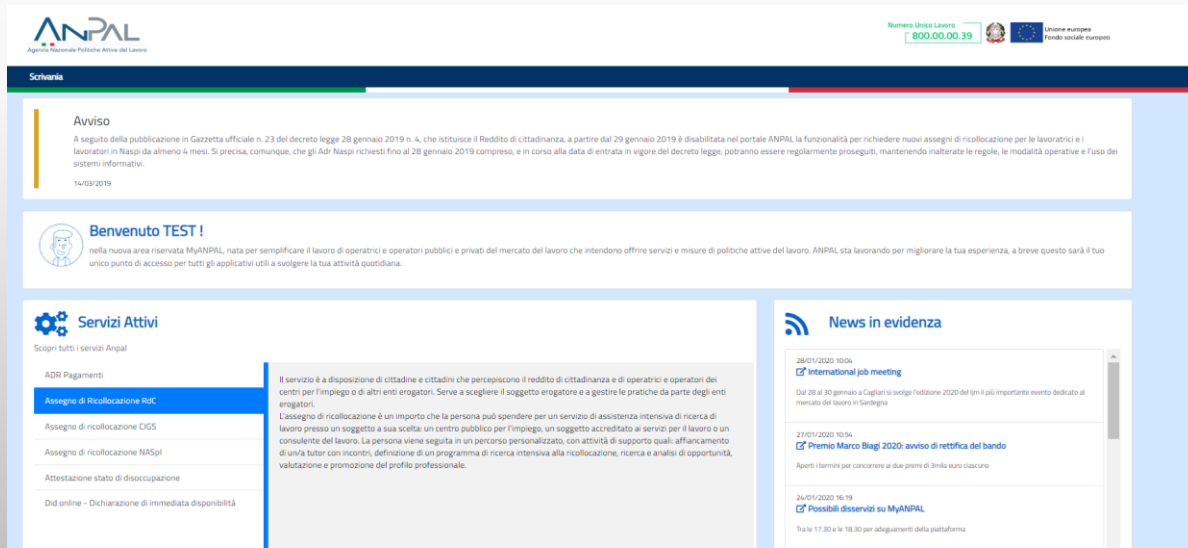 ANPAL
Agenzia Nazionale Politiche Attive del Lavoro
Numero Unico Lavoro
800.00.00.39
Unione europea
Fondo sociale europeo
Scrivania
Avviso
A seguito della pubblicazione in Gazzetta ufficiale n. 23 del decreto legge 28 gennaio 2019 n. 4, che istituisce il Reddito di cittadinanza, a partire dal 29 gennaio 2019 è disabilitata nel portale ANPAL la funzionalità per richiedere nuovi assegni di ricollocazione per le lavoratrici e i
lavoratori in Naspi da almeno 4 mesi. Si precisa, comunque, che gli Adr Naspi richiesti fino al 28 gennaio 2019 compreso, e in corso alla data di entrata in vigore del decreto legge, potranno essere regolarmente proseguiti, mantenendo inalterate le regole, le modalità operative e l'uso dei
sistemi informativi.
14/03/2019
Benvenuto TEST !
nella nuova area riservata MyANPAL, nata per semplificare il lavoro di operatrici e operatori pubblici e privati del mercato del lavoro che intendono offrire servizi e misure di politiche attive del lavoro. ANPAL sta lavorando per migliorare la tua esperienza, a breve questo sarà il tuo
unico punto di accesso per tutti gli applicativi utili a svolgere la tua attività quotidiana.
Servizi Attivi
Scopri tutti i servizi Anpal
ADR Pagamenti
Assegno di Ricollocazione RdC
Assegno di ricollocazione CIGS
Assegno di ricollocazione NASpI
Attestazione stato di disoccupazione
Did online - Dichiarazione di immediata disponibilità
Il servizio è a disposizione di cittadine e cittadini che percepiscono il reddito di cittadinanza e di operatrici e operatori dei
centri per l'impiego o di altri enti erogatori. Serve a scegliere il soggetto erogatore e a gestire le pratiche da parte degli enti
erogatori.
L'assegno di ricollocazione è un importo che la persona può spendere per un servizio di assistenza intensiva di ricerca di
lavoro presso un soggetto a sua scelta: un centro pubblico per l'impiego, un soggetto accreditato ai servizi per il lavoro o un
consulente del lavoro. La persona viene seguita in un percorso personalizzato, con attività di supporto quali: affiancamento
di un/a tutor con incontri, definizione di un programma di ricerca intensiva alla ricollocazione, ricerca e analisi di opportunità,
valutazione e promozione del profilo professionale.
News in evidenza
28/01/2020 10:04
International job meeting
Dal 28 al 30 gennaio a Cagliari si svolge l'edizione 2020 del Ijm il più importante evento dedicato al
mercato del lavoro in Sardegna
27/01/2020 10:54
Premio Marco Biagi 2020: avviso di rettifica del bando
Aperti i termini per concorrere ai due premi di 3mila euro ciascuno
24/01/2020 16:19
Possibili disservizi su MyANPAL
Tra le 17.30 e le 18.30 per adeguamenti della piattaforma